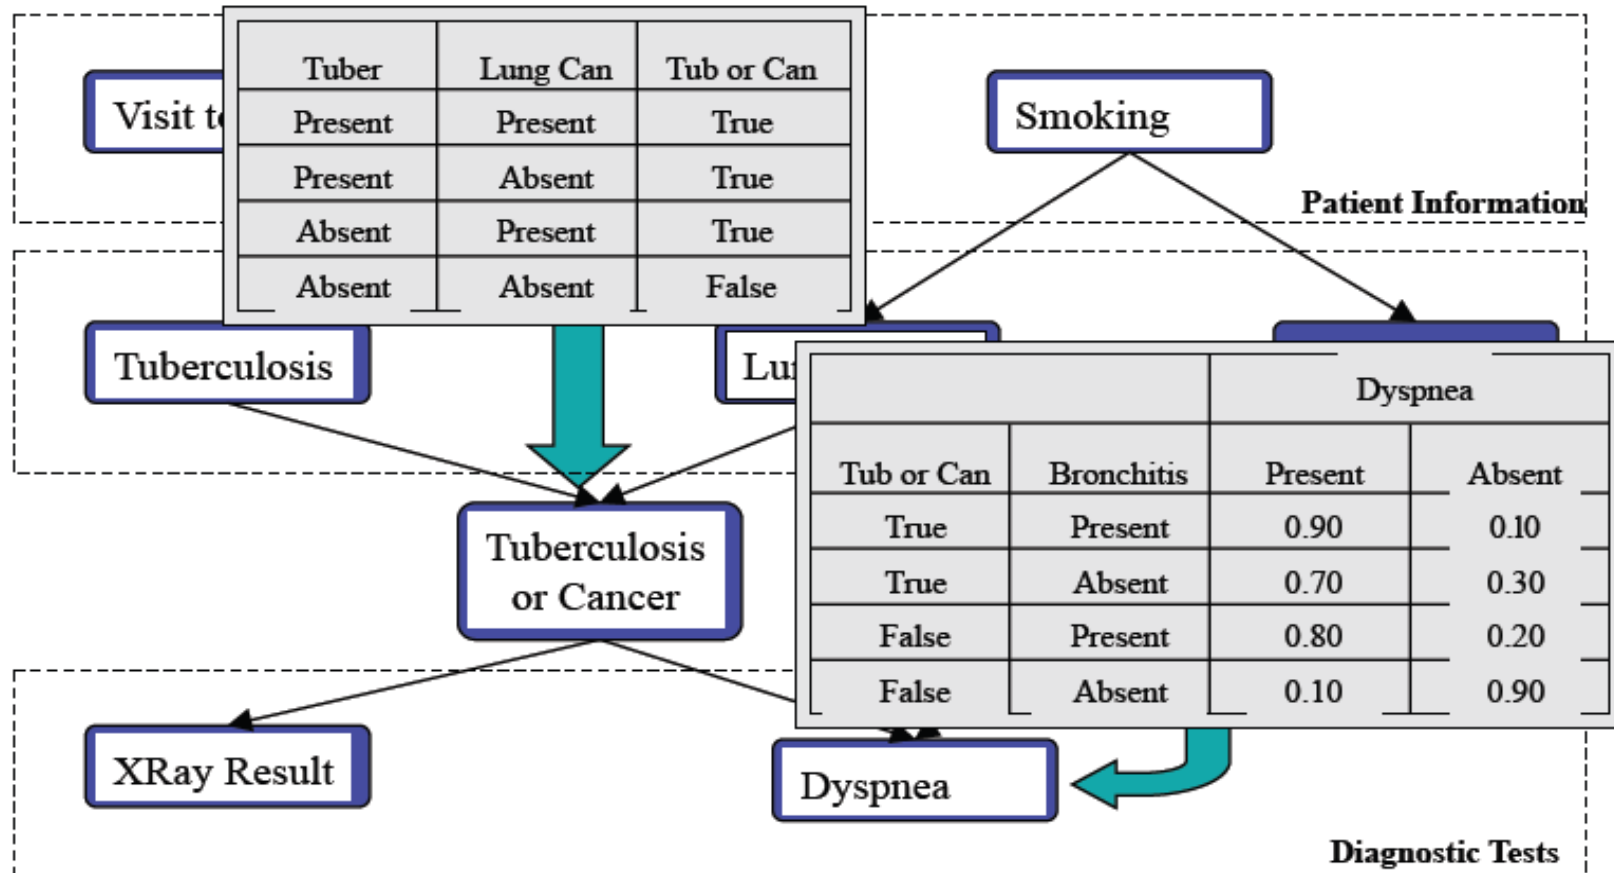 Tuber Lung Can Tub or Can
Present Present True
Present Absent True
Absent Present True
Absent Absent False
Visit
Smoking
Patient Information
Tuberculosis
Dyspnea
Tub or Can Bronchitis Present Absent
True Present 0.90 0.10
True Absent 0.70 0.30
False Present 0.80 0.20
False Absent 0.10 0.90
Tuberculosis
or Cancer
XRay Result
Dyspnea
Diagnostic Tests